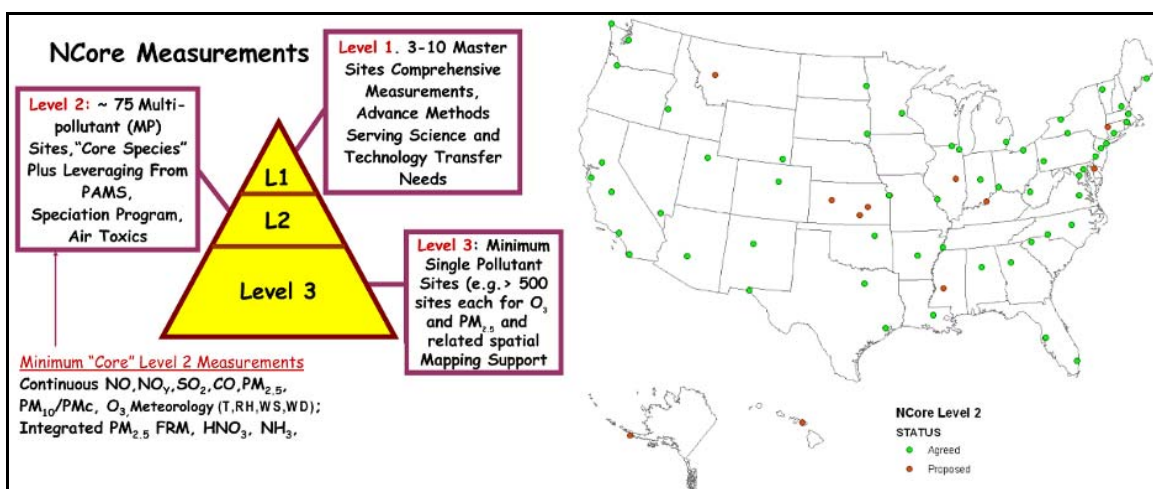 NCore Measurements
Level 1. 3-10 Master
Sites Comprehensive
Measurements,
Advance Methods
Serving Science and
Technology Transfer
Needs
Level 2: ~ 75 Multi-
pollutant (MP)
Sites,“Core Species”
Plus Leveraging From
PAMS,
Speciation Program,
Air Toxics
L1
L2
Level 3
Level 3: Minimum
Single Pollutant
Sites (e.g.> 500
sites each for O3
and PM2.5 and
related spatial
Mapping Support
Minimum “Core” Level 2 Measurements
Continuous NO,NOY,SO2,CO,PM2.5,
PM10/PMc, O3,Meteorology (T,RH,WS,WD);
Integrated PM2.5 FRM, HNO3, NH3,
NCore Level 2
STATUS
Agreed
Proposed